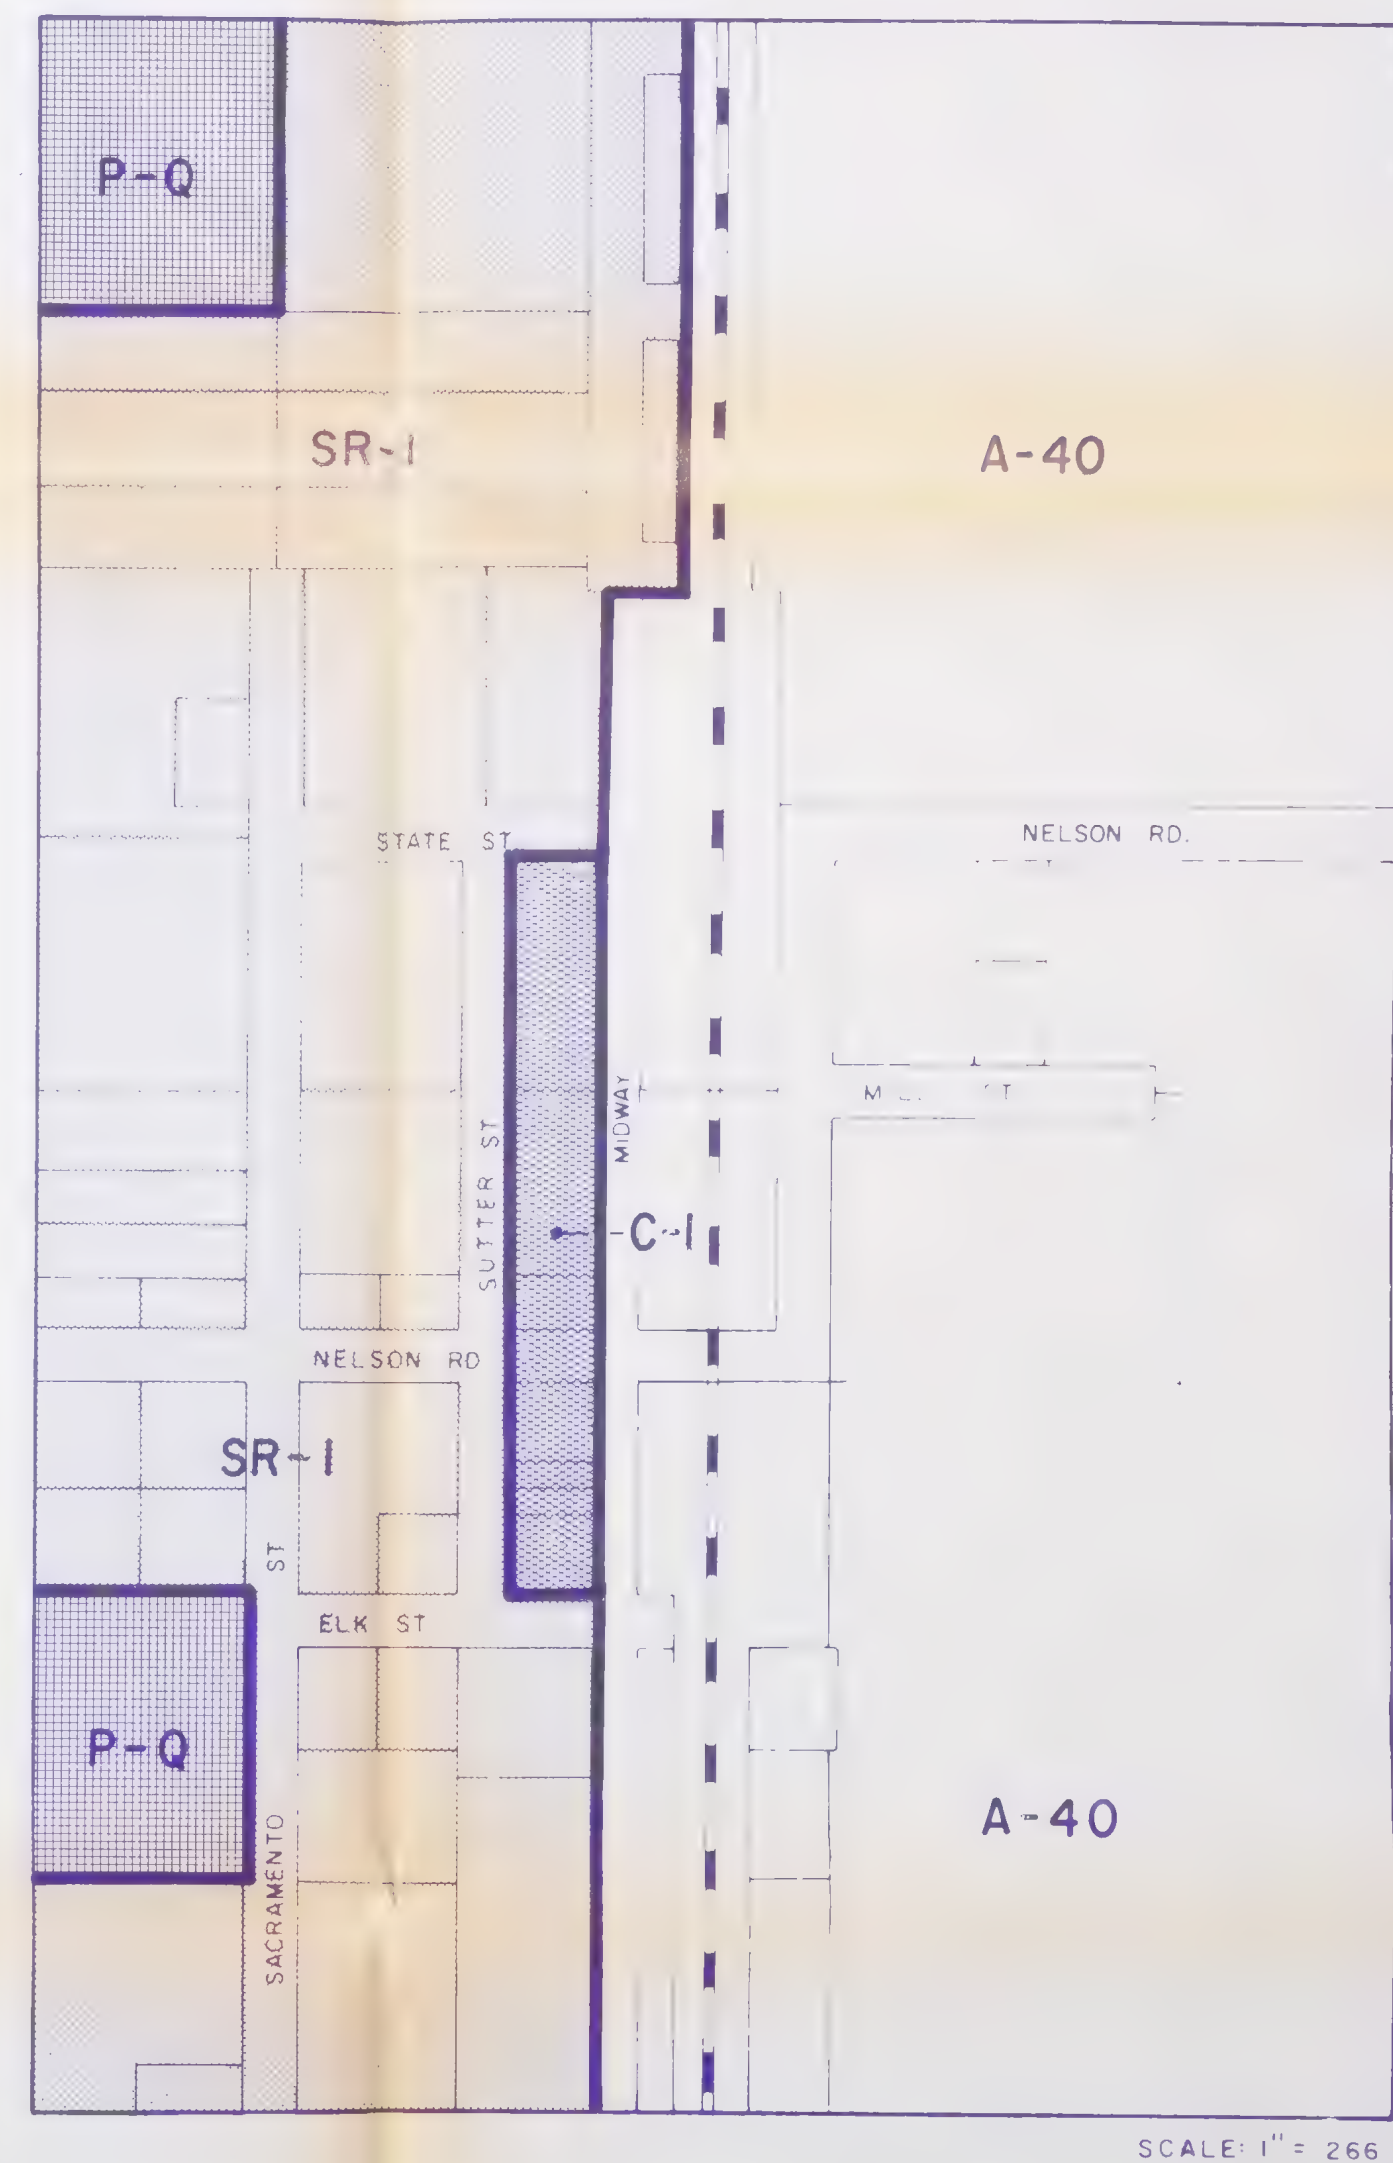 P-Q
SR-1
A-40
STATE ST
NELSON RD.
MIDWAY
SUTTER ST
C-1
NELSON RD
SR-1
ST
ELK ST
P-Q
A-40
SACRAMENTO
SCALE: 1" = 266